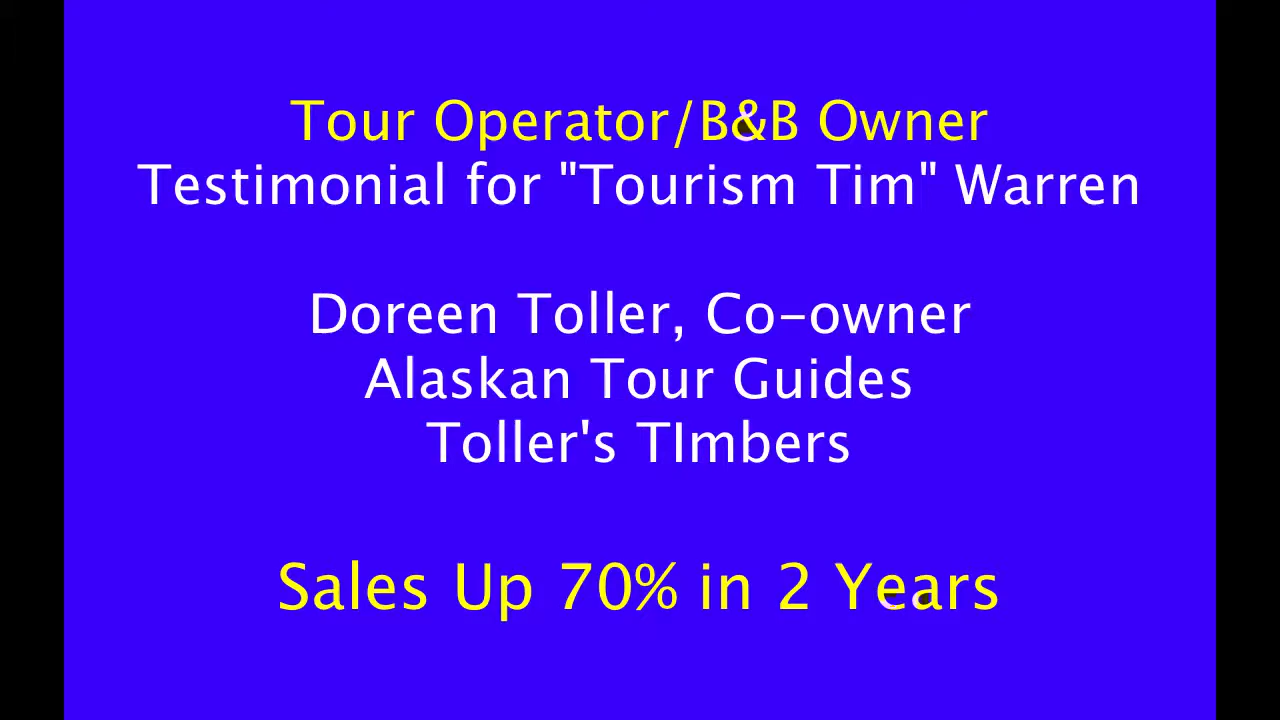 Tour Operator/B&B Owner
Testimonial for "Tourism Tim" Warren
Doreen Toller, Co-owner
Alaskan Tour Guides
Toller's TImbers
Sales Up 70% in 2 Years